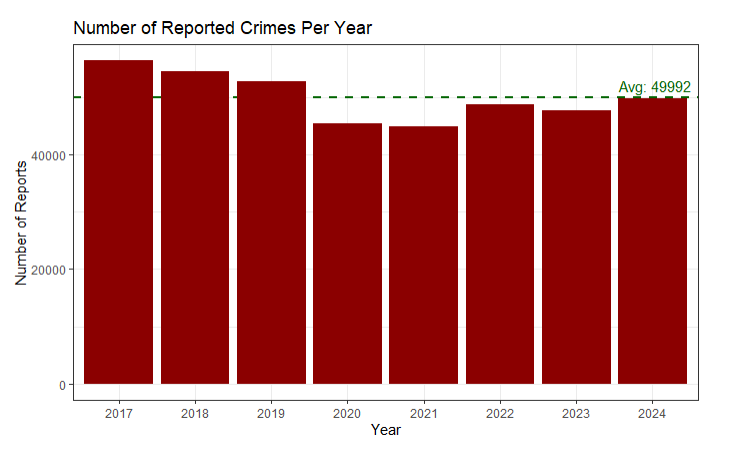 Number of Reported Crimes Per Year
Avg: 49992
Number of Reports
40000
20000
0
2017 2018 2019 2020 2021 2022 2023 2024
Year